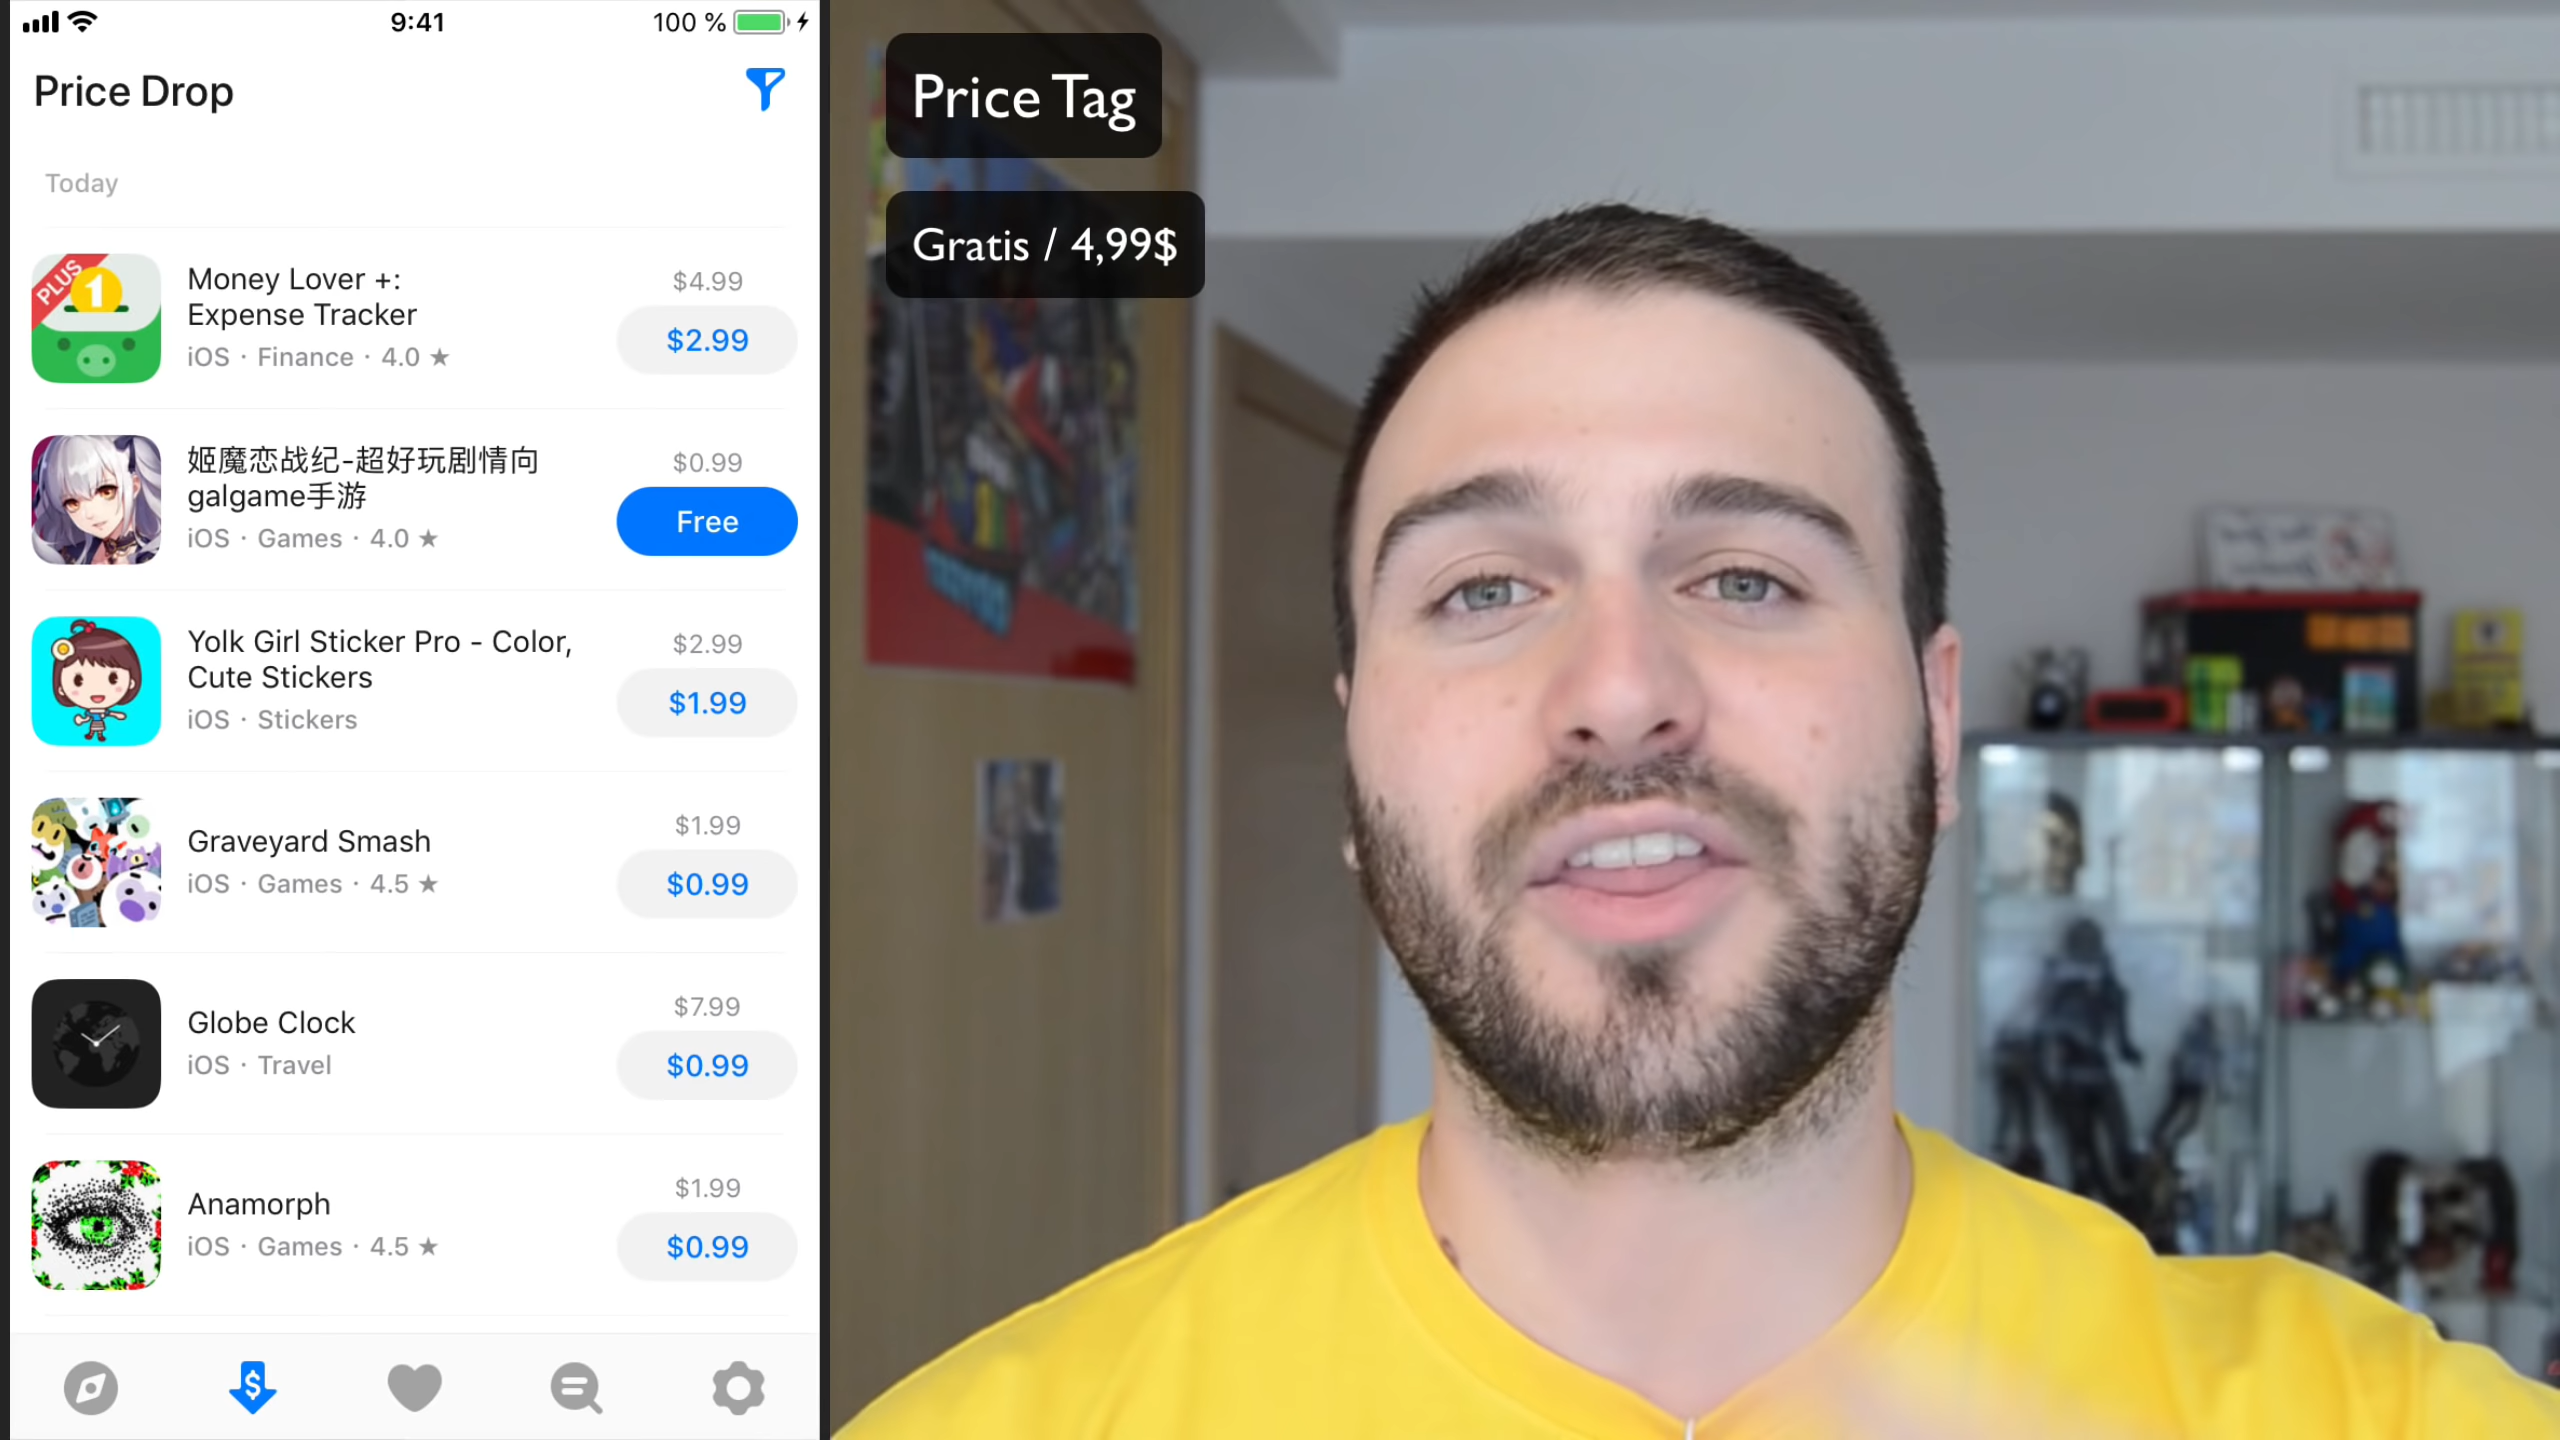 9:41
100 %
Price Drop
Today
PLUS
1
Money Lover +:
Expense Tracker
iOS · Finance · 4.0 ★
$4.99
$2.99
姬魔恋战纪-超好玩剧情向
galgame手游
iOS · Games · 4.0 ★
$0.99
Free
Yolk Girl Sticker Pro - Color,
Cute Stickers
iOS · Stickers
$2.99
$1.99
Graveyard Smash
iOS · Games · 4.5 ★
$1.99
$0.99
Globe Clock
iOS · Travel
$7.99
$0.99
Anamorph
iOS · Games · 4.5 ★
$1.99
$0.99
Price Tag
Gratis / 4,99$